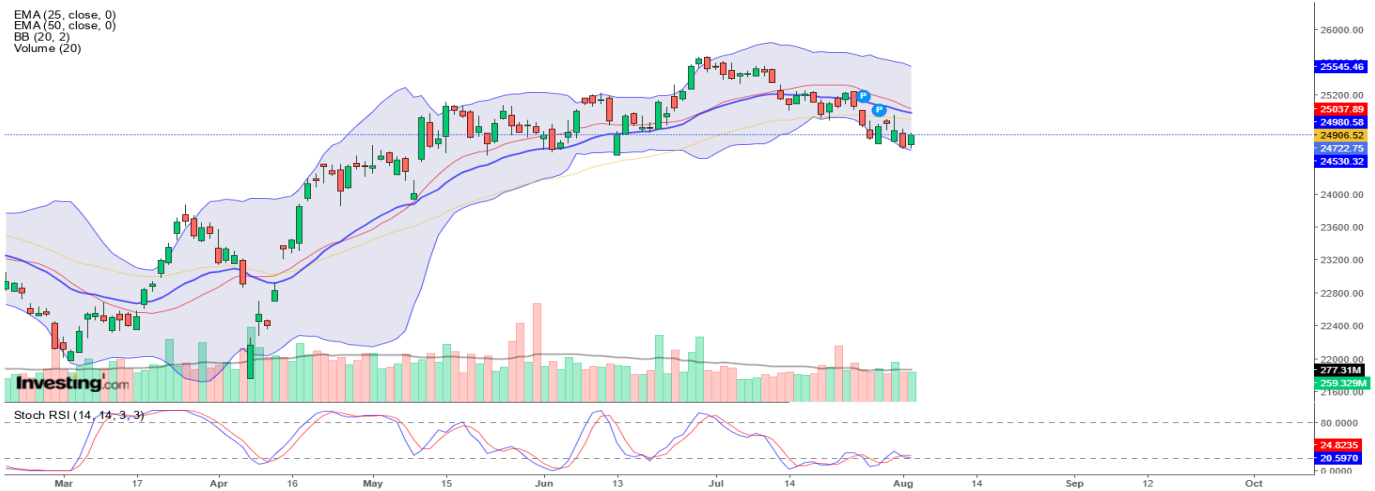 EMA (25, close, 0)
EMA (50, close, 0)
BB (20, 2)
Volume (20)
26000.00
25545.46
25200.00
25037.89
24980.58
24906.52
24722.75
24530.32
24000.00
23600.00
23200.00
22800.00
22400.00
22000.00
277.31M
259.329M
21600.00
P
P
Investing.com
Stoch RSI (14, 14, 3, 3)
80.0000
24.8235
20.5970
0.0000
Mar 17 Apr 16 May 15 Jun 13 Jul 14 Aug 14 Sep 12 Oct